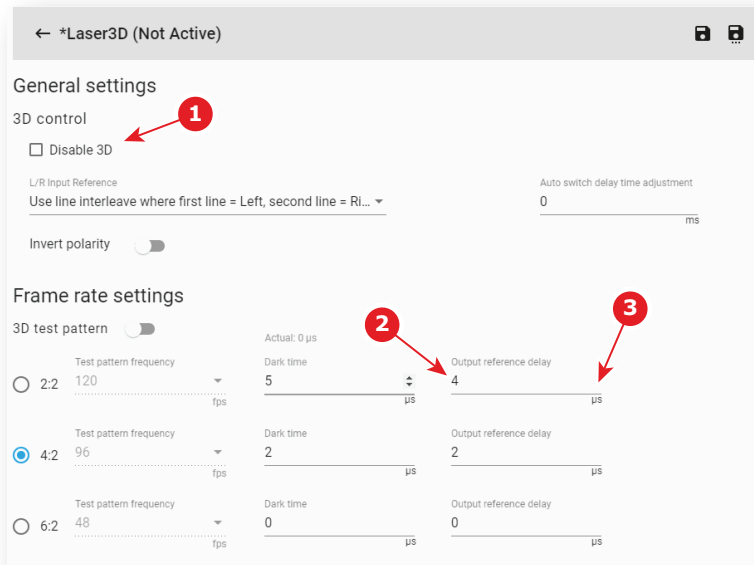 *Laser3D (Not Active)
General settings
1
3D control
Disable 3D
L/R Input Reference
Auto switch delay time adjustment
Use line interleave where first line = Left, second line = Ri...
0
ms
Invert polarity
Frame rate settings
2
3
3D test pattern
Actual: 0 µs
Test pattern frequency
Dark time
Output reference delay
2:2 120 5 4
fps µs µs
Test pattern frequency
Dark time
Output reference delay
4:2 96 2 2
fps µs µs
Test pattern frequency
Dark time
Output reference delay
6:2 48 0 0
fps µs µs